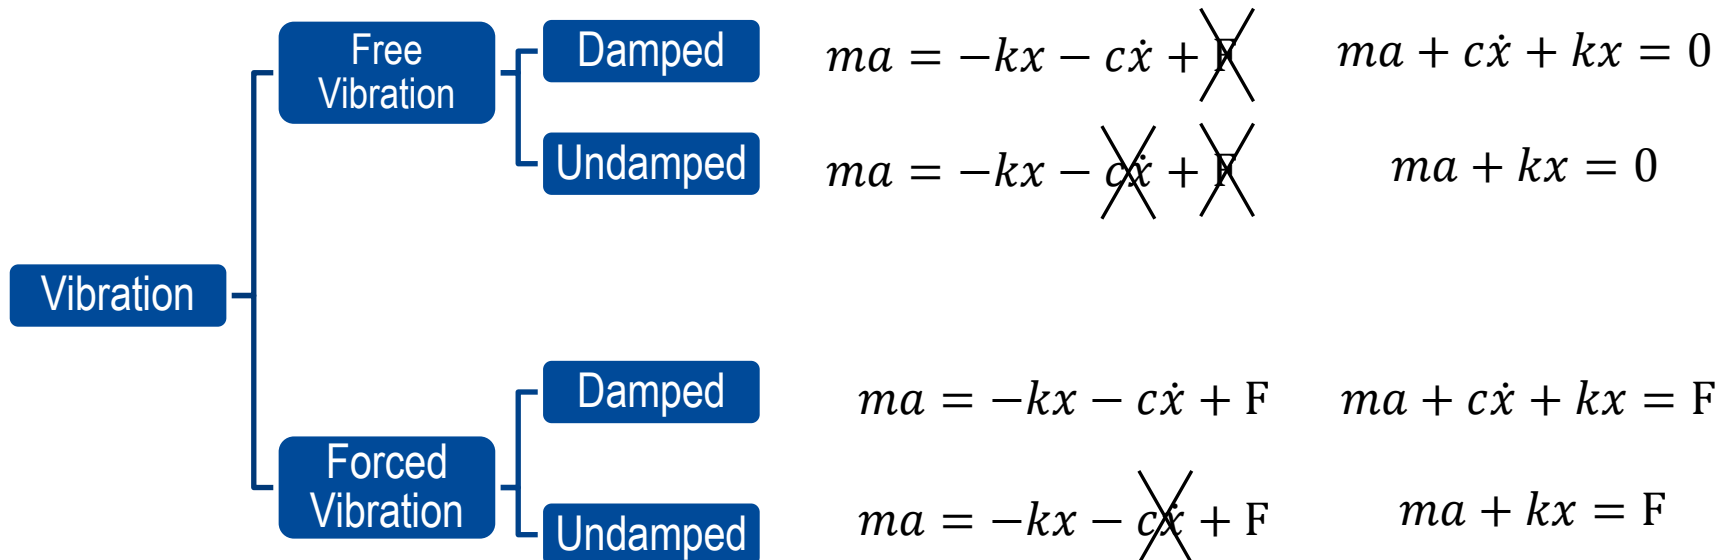 Free
Vibration
Damped
ma = −kx − cẋ + F
ma + cẋ + kx = 0
Undamped
ma = −kx − cẋ + F
ma + kx = 0
Vibration
Forced
Vibration
Damped
ma = −kx − cẋ + F
ma + cẋ + kx = F
Undamped
ma = −kx − cẋ + F
ma + kx = F